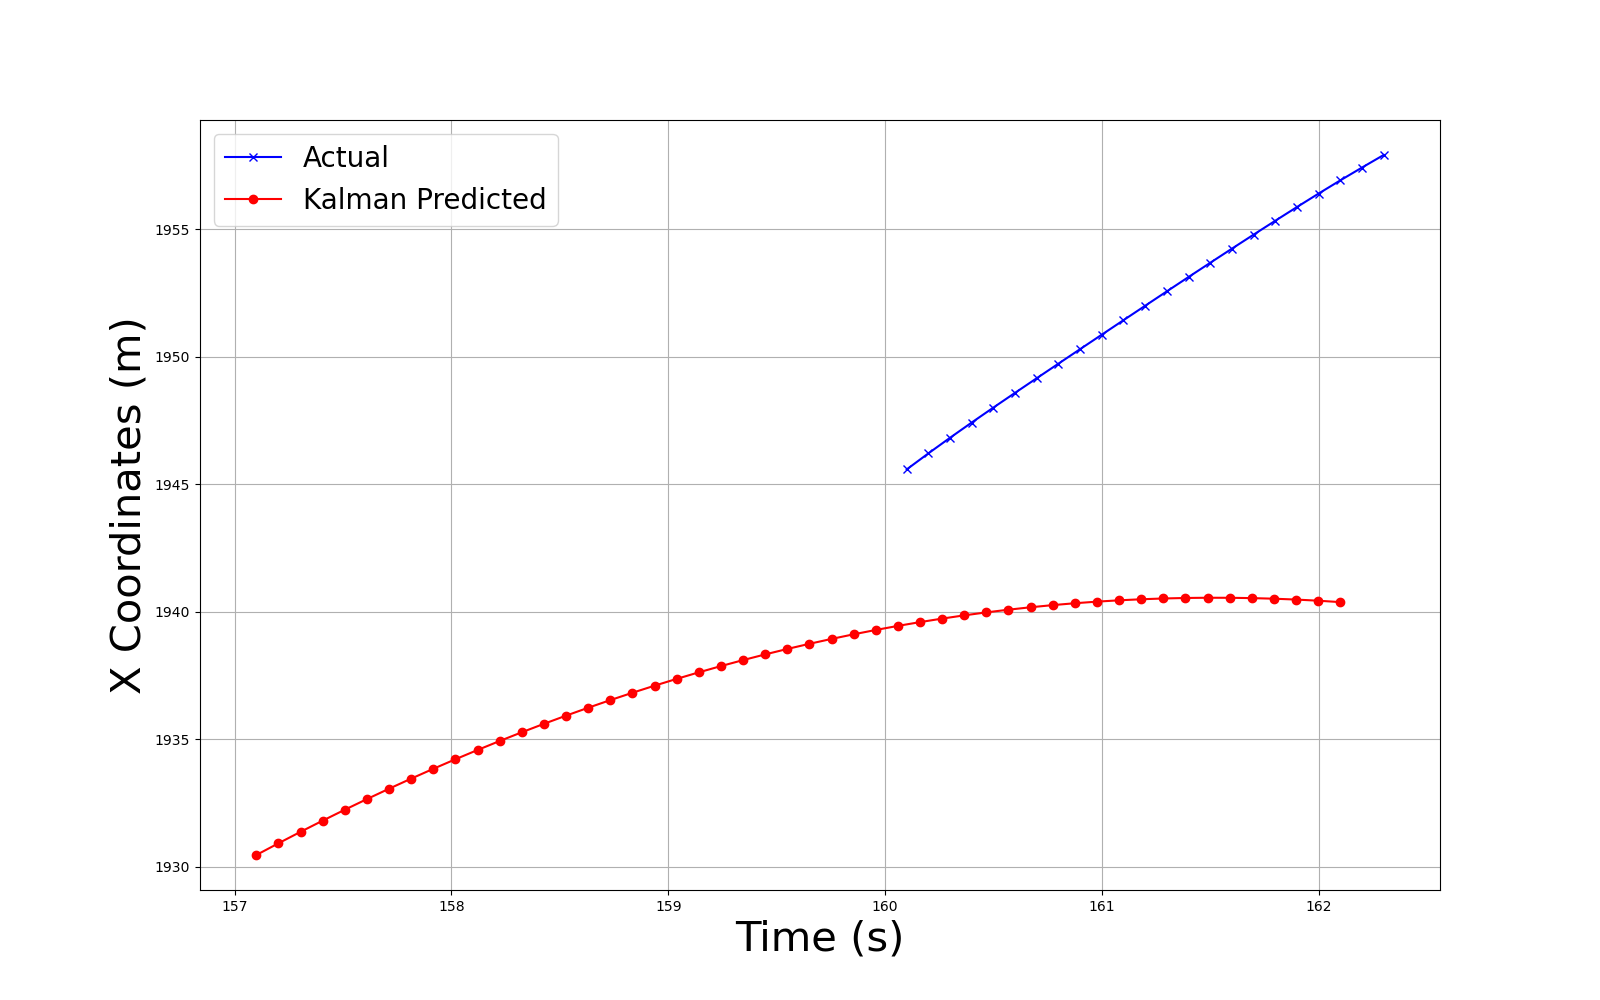 Actual
Kalman Predicted
X Coordinates (m)
1955
1950
1945
1940
1935
1930
157 158 159 160 161 162
Time (s)